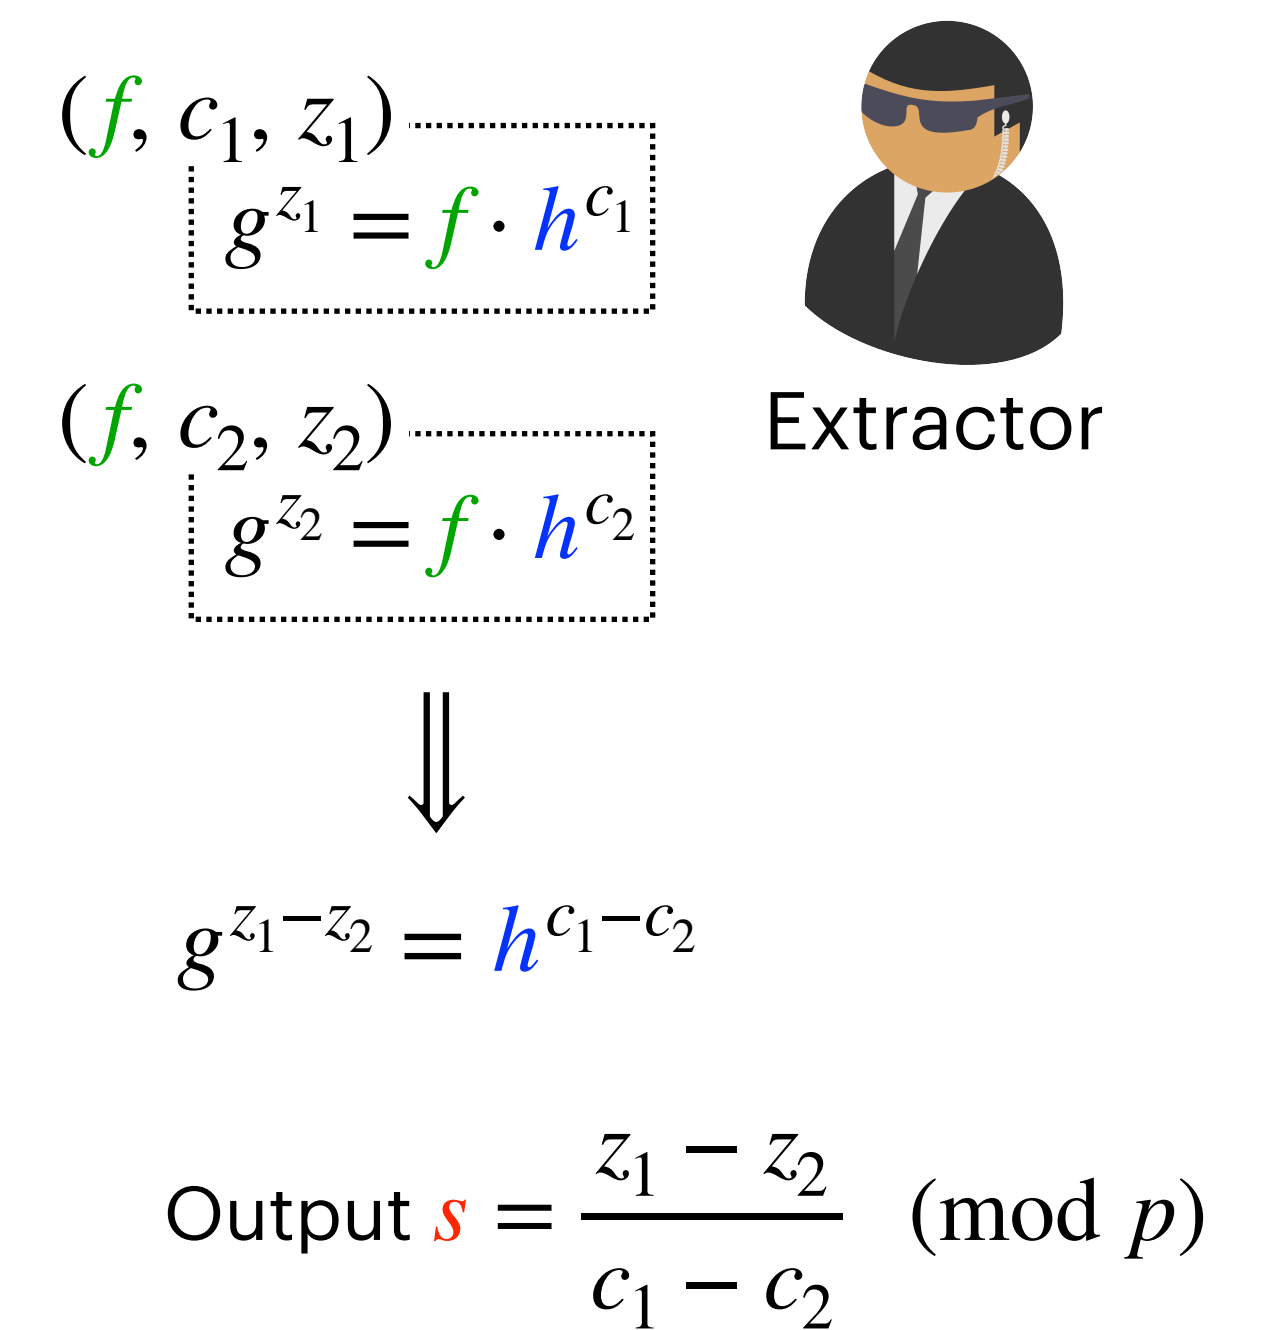 (f, c₁, z₁)
g^{z₁} = f · h^{c₁}
Extractor
(f, c₂, z₂)
g^{z₂} = f · h^{c₂}
⇓
g^{z₁−z₂} = h^{c₁−c₂}
Output s = \frac{z₁ − z₂}{c₁ − c₂} (mod p)